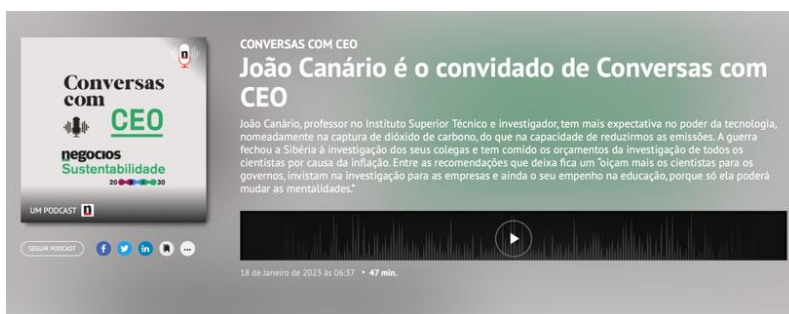 Conversas
com
CEO
negocios
Sustentabilidade
20 30
UM PODCAST n
SEGUIR PODCAST
CONVERSAS COM CEO
João Canário é o convidado de Conversas com
CEO
João Canário, professor no Instituto Superior Técnico e investigador, tem mais expectativa no poder da tecnologia,
nomeadamente na captura de dióxido de carbono, do que na capacidade de reduzirmos as emissões. A guerra
fechou a Sibéria à investigação dos seus colegas e tem comido os orçamentos da investigação de todos os
cientistas por causa da inflação. Entre as recomendações que deixa fica um "oiçam mais os cientistas para os
governos, invistam na investigação para as empresas e ainda o seu empenho na educação, porque só ela poderá
mudar as mentalidades."
18 de Janeiro de 2023 às 06:37 • 47 min.